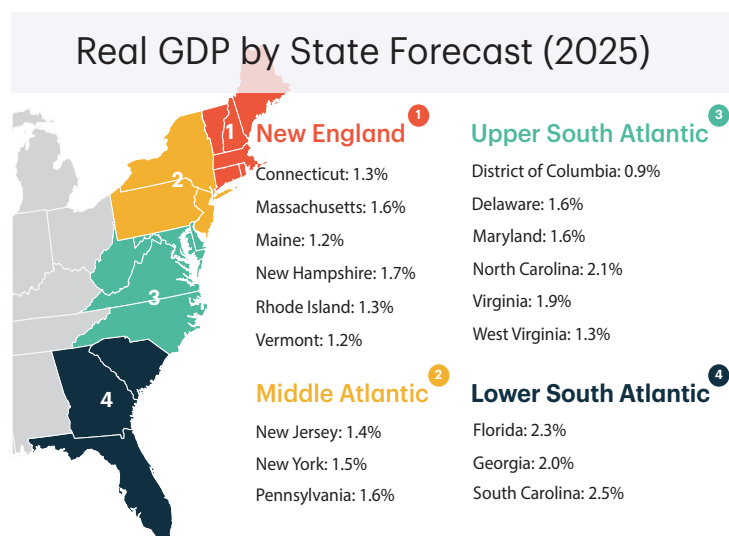 Real GDP by State Forecast (2025)
1
2
3
4
New England 1
Connecticut: 1.3%
Massachusetts: 1.6%
Maine: 1.2%
New Hampshire: 1.7%
Rhode Island: 1.3%
Vermont: 1.2%
Middle Atlantic 2
New Jersey: 1.4%
New York: 1.5%
Pennsylvania: 1.6%
Upper South Atlantic 3
District of Columbia: 0.9%
Delaware: 1.6%
Maryland: 1.6%
North Carolina: 2.1%
Virginia: 1.9%
West Virginia: 1.3%
Lower South Atlantic 4
Florida: 2.3%
Georgia: 2.0%
South Carolina: 2.5%